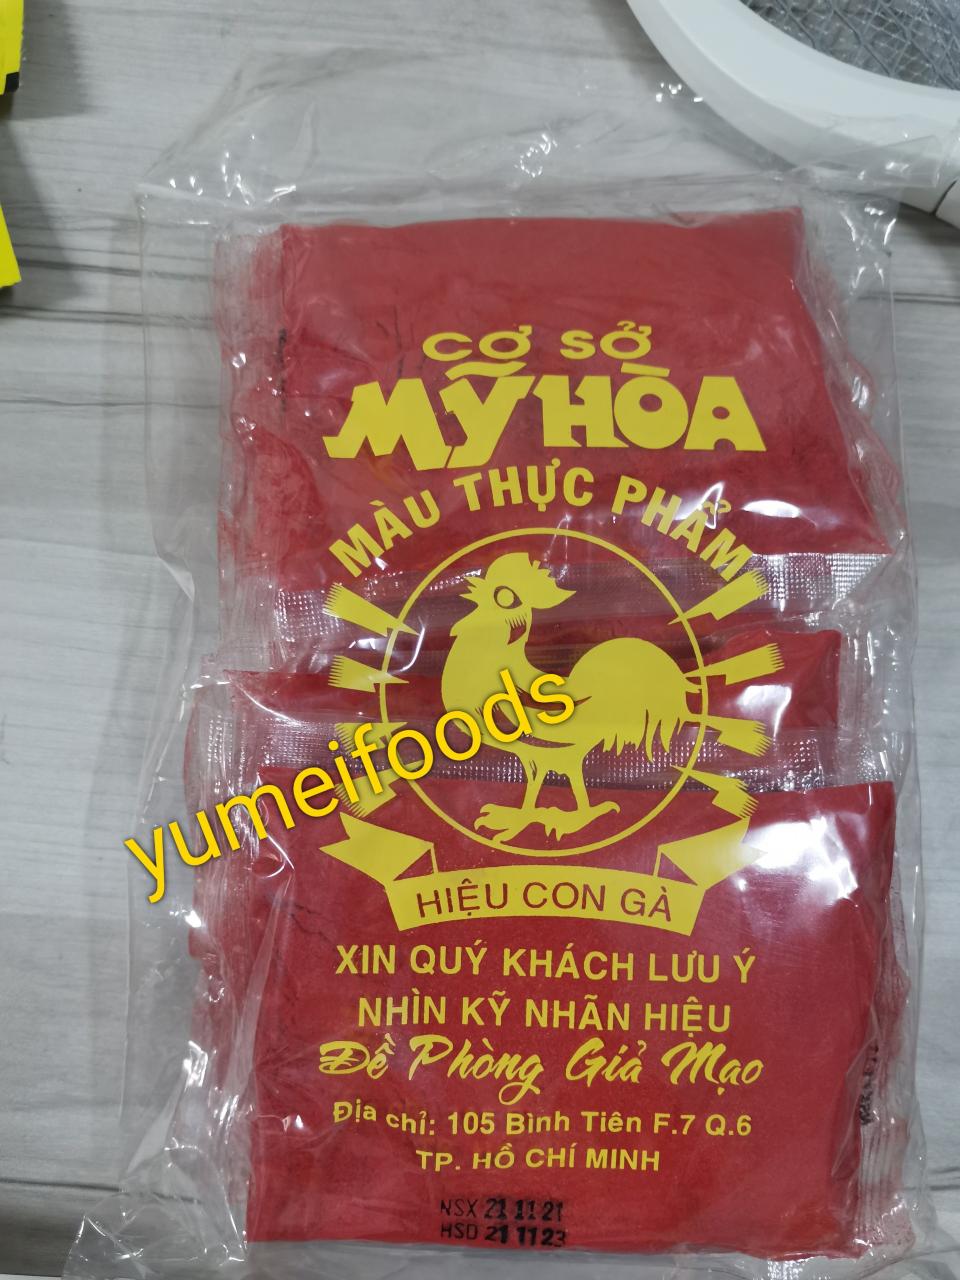 CƠ SỞ
MỸ HÒA
MÀU THỰC PHẨM
yumeifoods
HIỆU CON GÀ
XIN QUÝ KHÁCH LƯU Ý
NHÌN KỸ NHÃN HIỆU
Đề Phòng Giả Mạo
Địa chỉ: 105 Bình Tiên F.7 Q.6
TP. HỒ CHÍ MINH
NSX 21 11 21
HSD 21 11 23